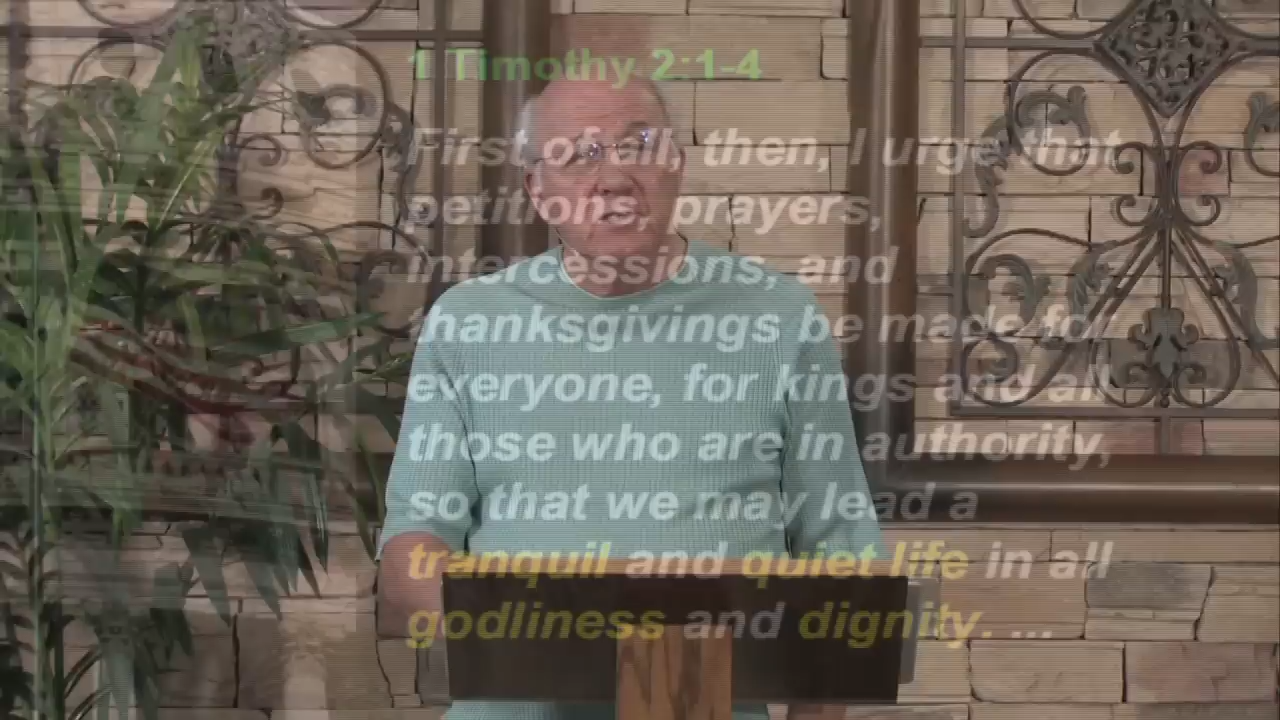 1 Timothy 2:1-4
First of all, then, I urge that
petitions, prayers,
intercessions, and
thanksgivings be made for
everyone, for kings and all
those who are in authority,
so that we may lead a
tranquil and quiet life in all
godliness and dignity. ...